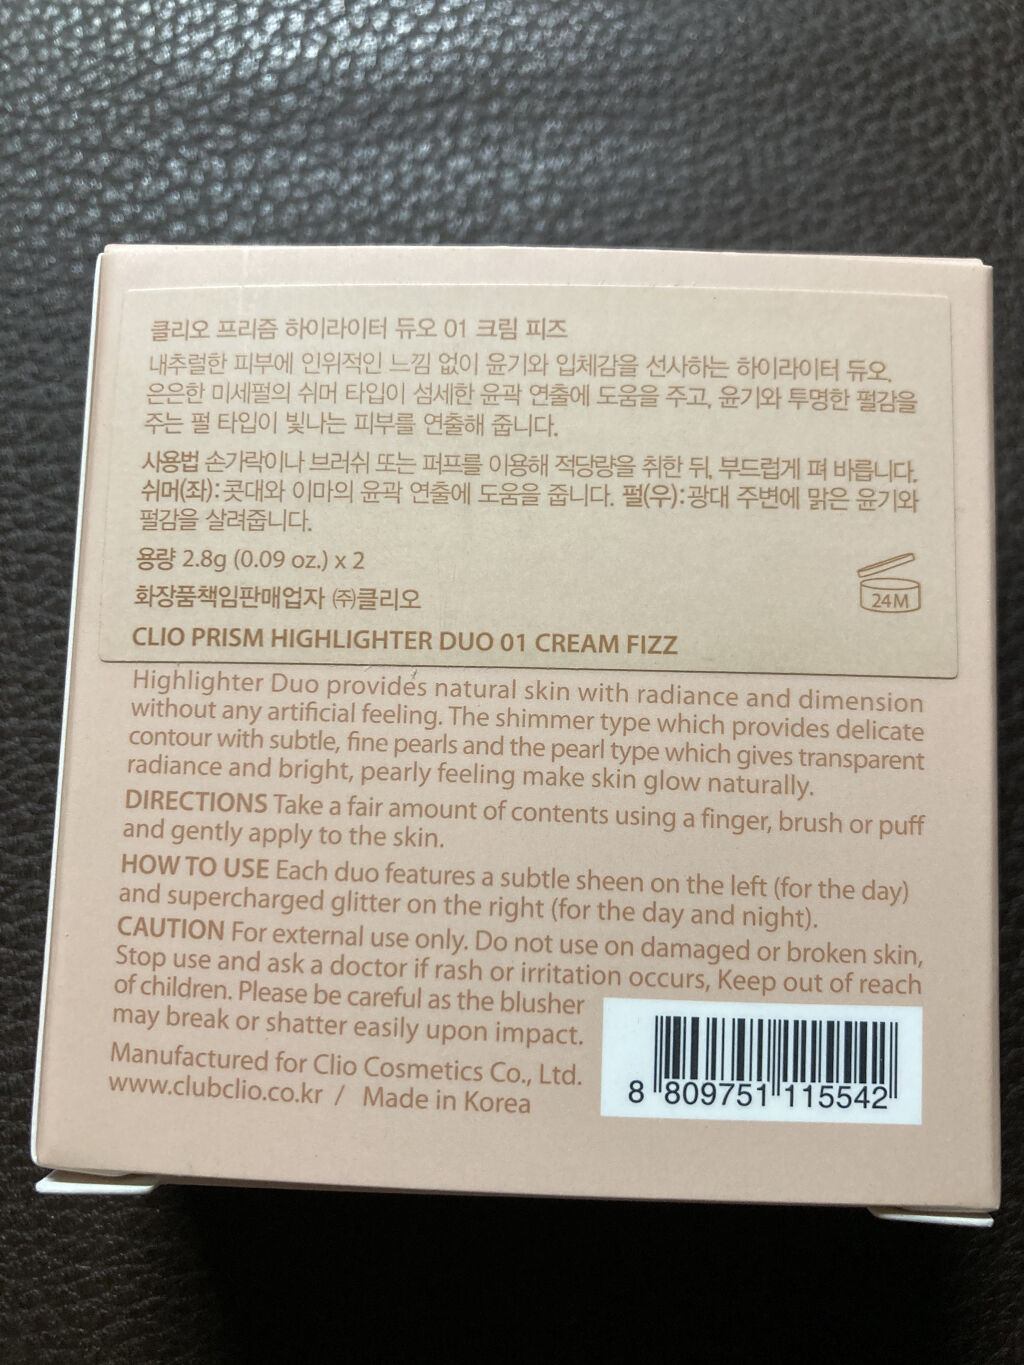 클리오 프리즘 하이라이터 듀오 01 크림 피즈
내추럴한 피부에 인위적인 느낌 없이 윤기와 입체감을 선사하는 하이라이터 듀오.
은은한 미세펄의 쉬머 타입이 섬세한 윤곽 연출에 도움을 주고, 윤기와 투명한 펄감을
주는 펄 타입이 빛나는 피부를 연출해 줍니다.
사용법 손가락이나 브러쉬 또는 퍼프를 이용해 적당량을 취한 뒤, 부드럽게 펴 바릅니다.
쉬머(좌):콧대와 이마의 윤곽 연출에 도움을 줍니다. 펄(우):광대 주변에 맑은 윤기와
펄감을 살려줍니다.
용량 2.8g (0.09 oz.) x 2
화장품책임판매업자 ㈜클리오
24M
CLIO PRISM HIGHLIGHTER DUO 01 CREAM FIZZ
Highlighter Duo provides natural skin with radiance and dimension
without any artificial feeling. The shimmer type which provides delicate
contour with subtle, fine pearls and the pearl type which gives transparent
radiance and bright, pearly feeling make skin glow naturally.
DIRECTIONS Take a fair amount of contents using a finger, brush or puff
and gently apply to the skin.
HOW TO USE Each duo features a subtle sheen on the left (for the day)
and supercharged glitter on the right (for the day and night).
CAUTION For external use only. Do not use on damaged or broken skin,
Stop use and ask a doctor if rash or irritation occurs, Keep out of reach
of children. Please be careful as the blusher
may break or shatter easily upon impact.
Manufactured for Clio Cosmetics Co., Ltd.
www.clubclio.co.kr / Made in Korea
8 809751 115542